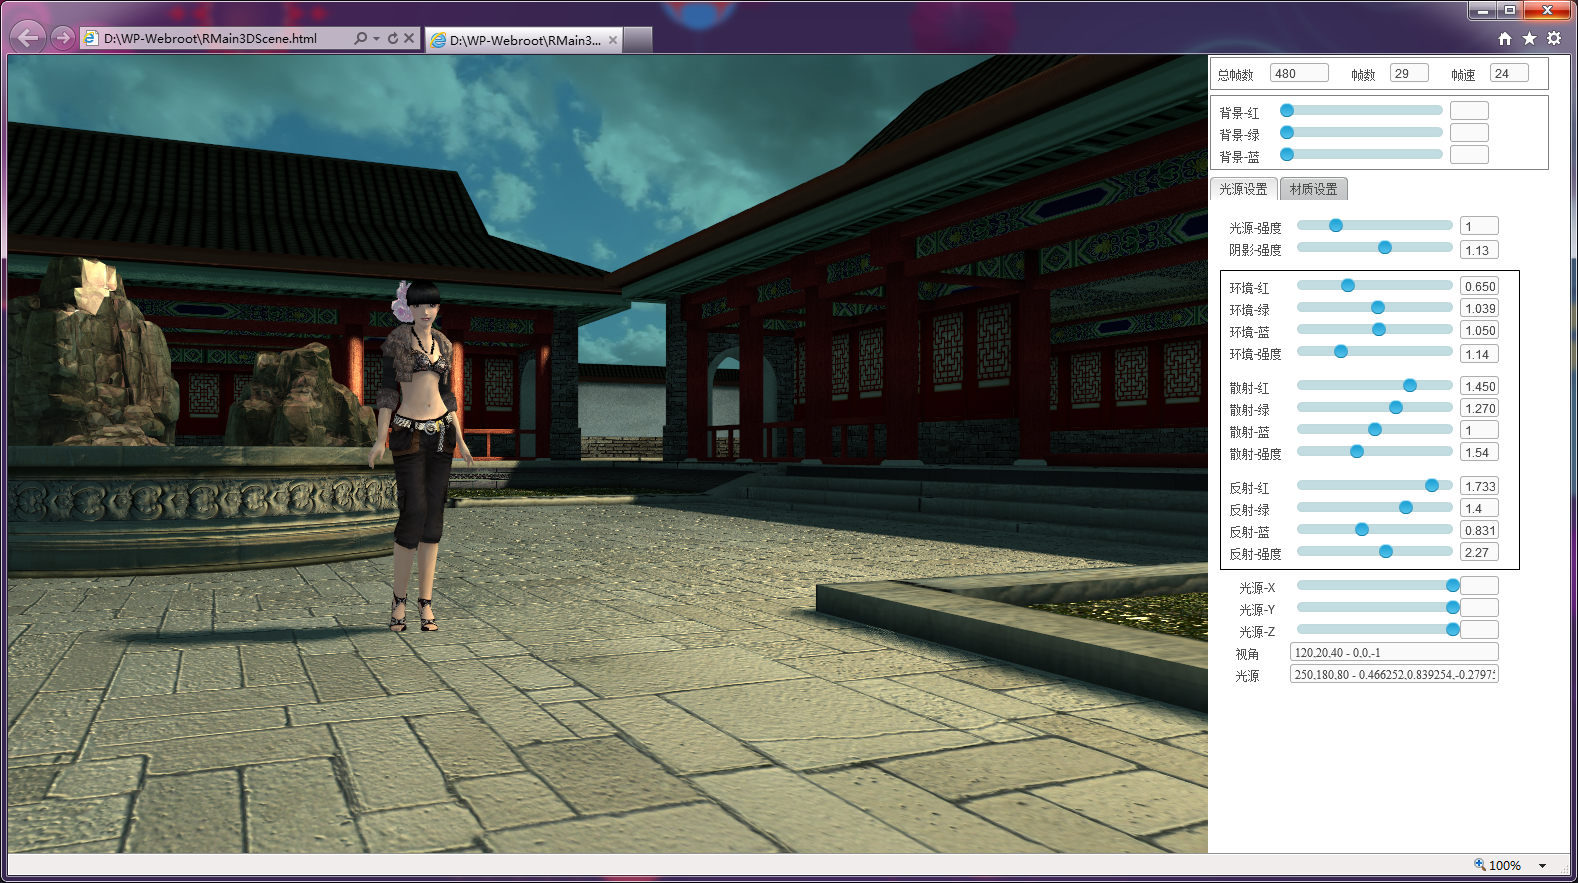 D:\WP-Webroot\RMain3DScene.html
D:\WP-Webroot\RMain3...
总帧数 480 帧数 29 帧速 24
背景-红
背景-绿
背景-蓝
光源设置 材质设置
光源-强度 1
阴影-强度 1.13
环境-红 0.650
环境-绿 1.039
环境-蓝 1.050
环境-强度 1.14
散射-红 1.450
散射-绿 1.270
散射-蓝 1
散射-强度 1.54
反射-红 1.733
反射-绿 1.4
反射-蓝 0.831
反射-强度 2.27
光源-X
光源-Y
光源-Z
视角 120,20,40 - 0,0,-1
光源 250,180,80 - 0.466252,0.839254,-0.2797
100%